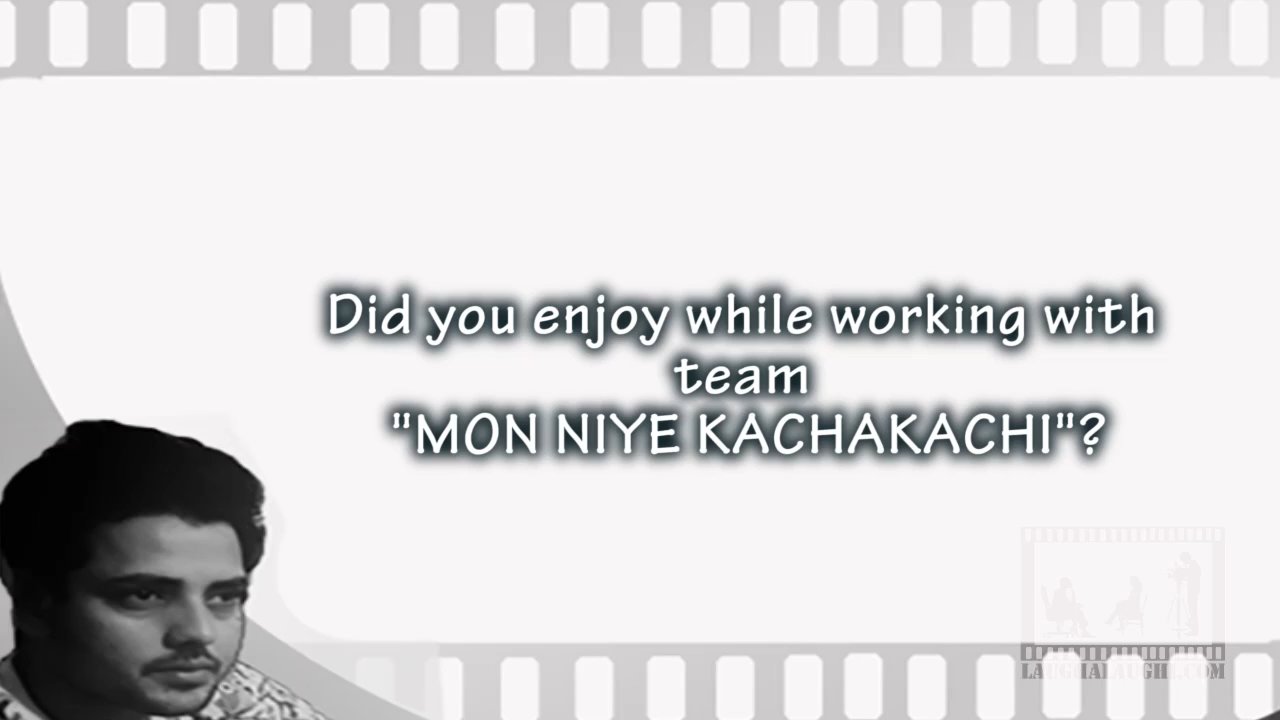 Did you enjoy while working with
team
"MON NIYE KACHAKACHI"?
LAUGHALAUGHI.COM